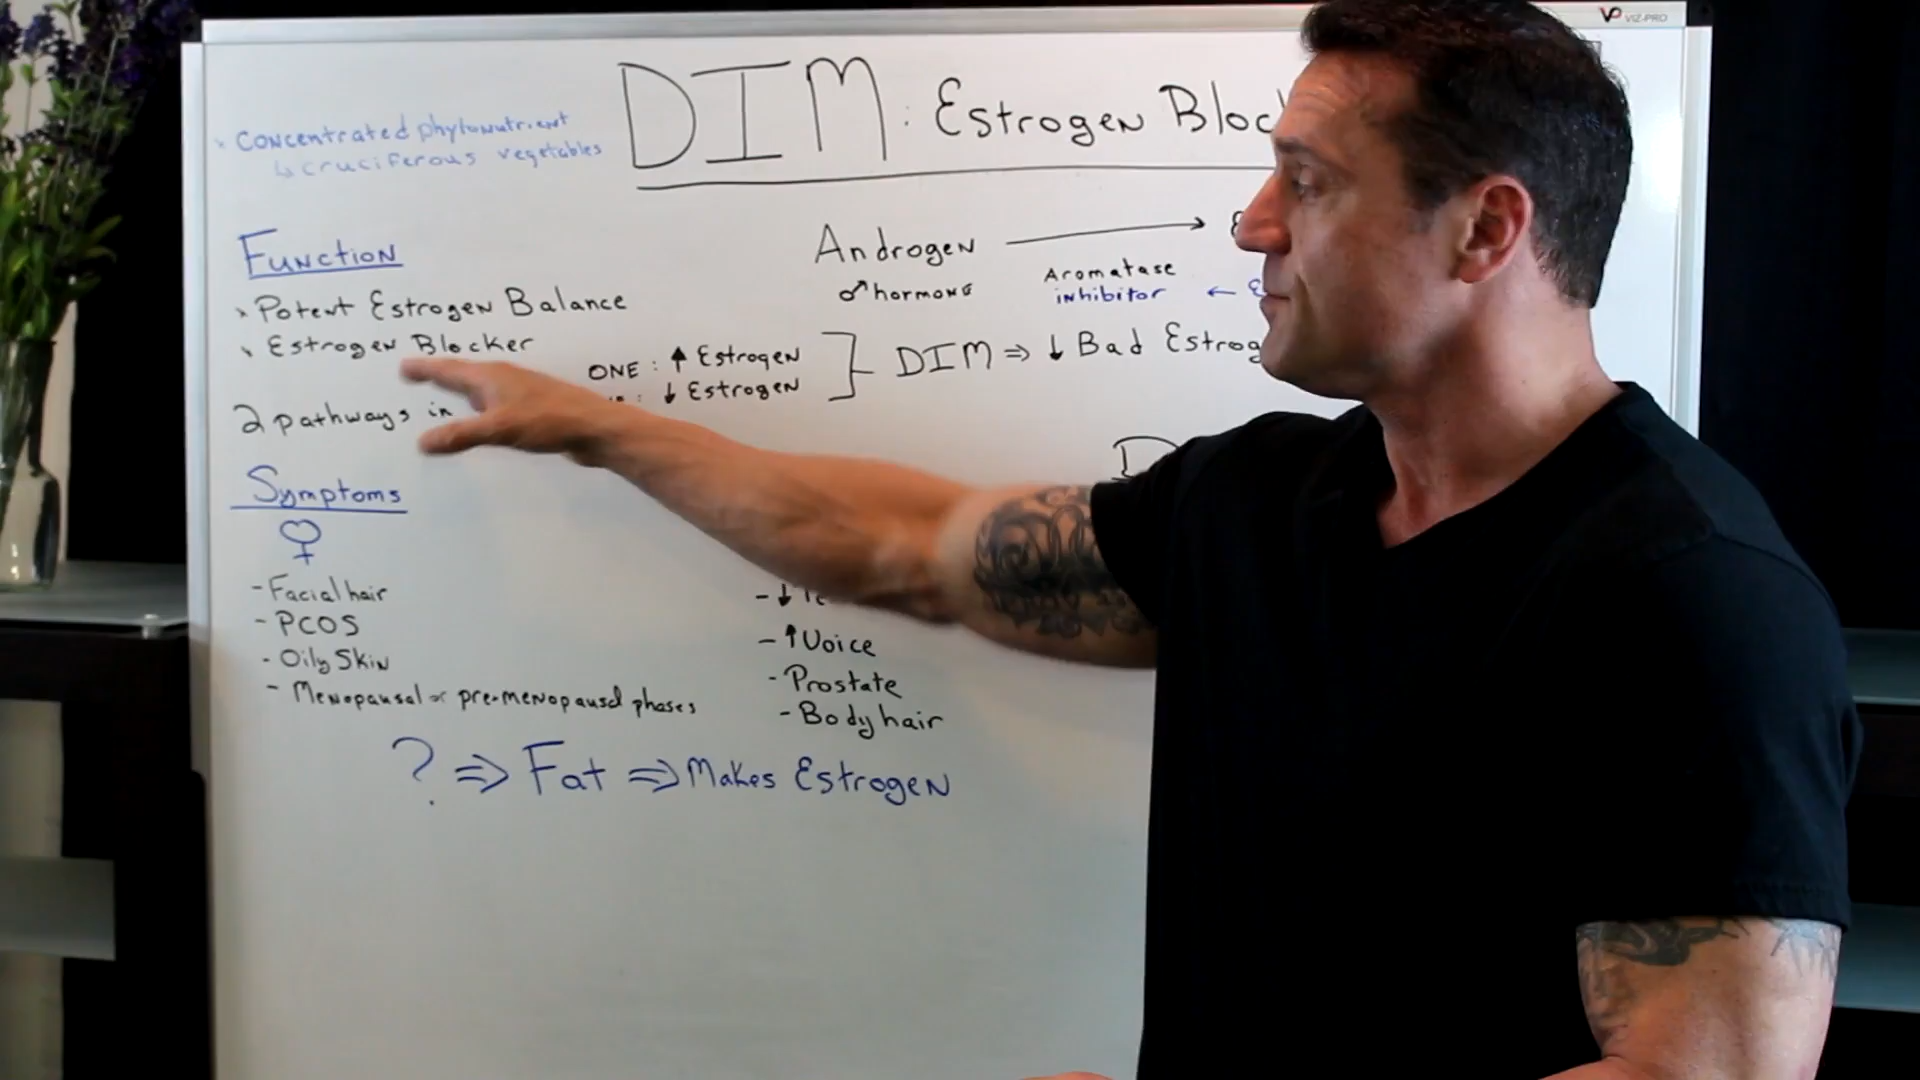 VP VIZ-PRO
DIM: Estrogen Bloc
* Concentrated phytonutrient
↳ cruciferous vegetables
Function
* Potent Estrogen Balance
* Estrogen Blocker
2 pathways in
ONE: ↑ Estrogen
: ↓ Estrogen
Androgen → E
♂ hormone
Aromatase
inhibitor ← E
DIM ⇒ ↓ Bad Estrog
D
Symptoms
♀
- Facial hair
- PCOS
- Oily Skin
- Menopausal or pre-menopausal phases
- ↓ Te
- ↑ Voice
- Prostate
- Body hair
? ⇒ Fat ⇒ Makes Estrogen